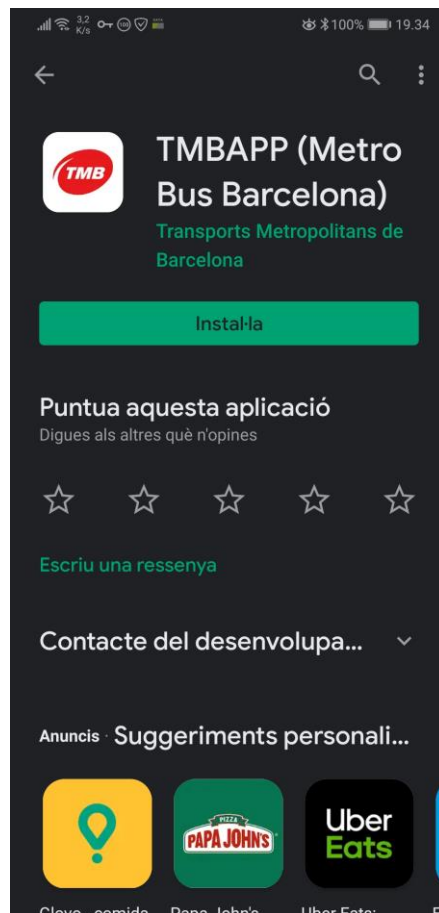 3,2
K/s
100% 19.34
TMB
TMBAPP (Metro
Bus Barcelona)
Transports Metropolitans de
Barcelona
Instal·la
Puntua aquesta aplicació
Digues als altres què n'opines
Escriu una ressenya
Contacte del desenvolupa...
Anuncis · Suggeriments personali...
PIZZA
PAPA JOHN'S
Uber
Eats